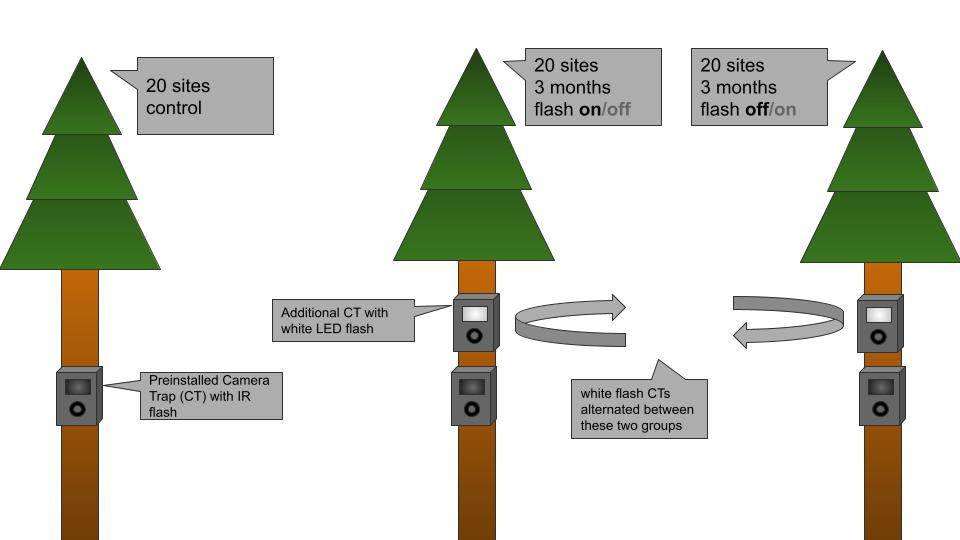 20 sites
control
20 sites
3 months
flash on/off
20 sites
3 months
flash off/on
Additional CT with
white LED flash
Preinstalled Camera
Trap (CT) with IR
flash
white flash CTs
alternated between
these two groups